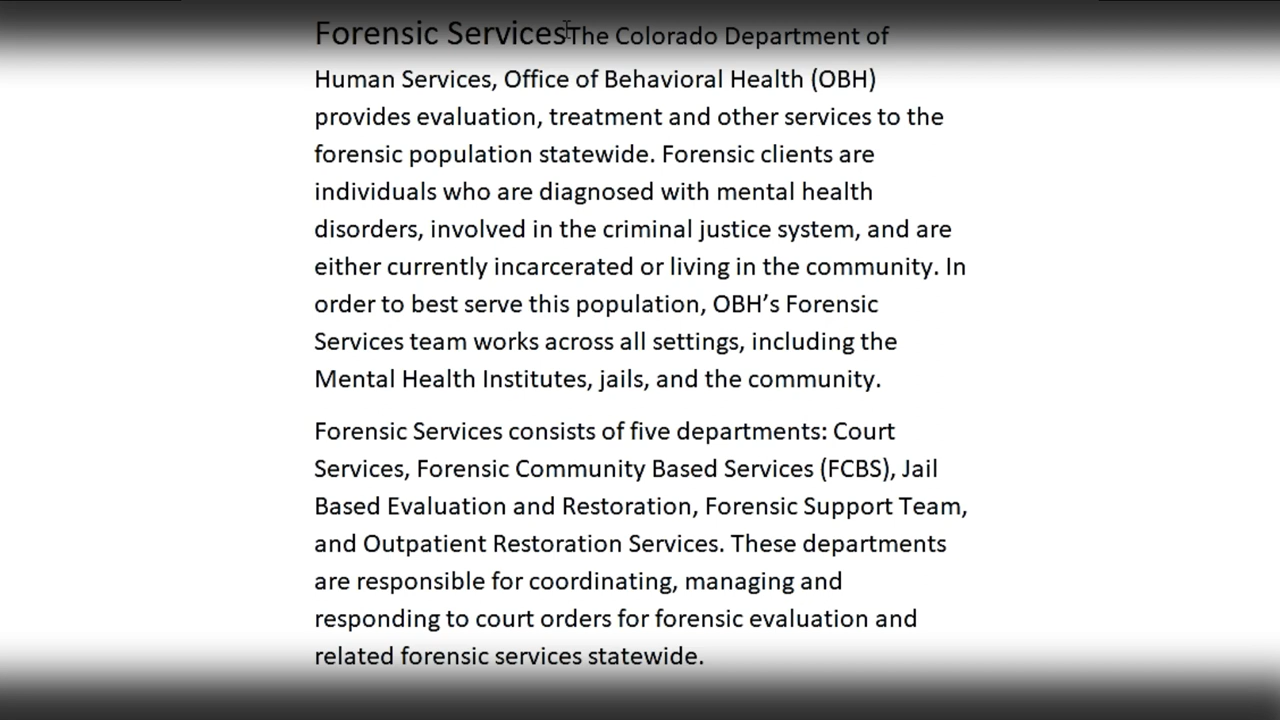 Forensic ServicesThe Colorado Department of
Human Services, Office of Behavioral Health (OBH)
provides evaluation, treatment and other services to the
forensic population statewide. Forensic clients are
individuals who are diagnosed with mental health
disorders, involved in the criminal justice system, and are
either currently incarcerated or living in the community. In
order to best serve this population, OBH’s Forensic
Services team works across all settings, including the
Mental Health Institutes, jails, and the community.
Forensic Services consists of five departments: Court
Services, Forensic Community Based Services (FCBS), Jail
Based Evaluation and Restoration, Forensic Support Team,
and Outpatient Restoration Services. These departments
are responsible for coordinating, managing and
responding to court orders for forensic evaluation and
related forensic services statewide.